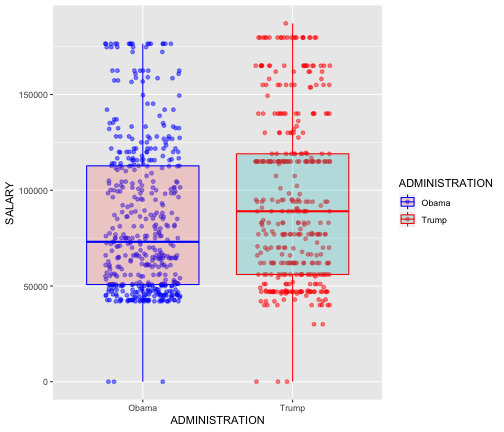 SALARY
150000
100000
50000
0
Obama
Trump
ADMINISTRATION
ADMINISTRATION
Obama
Trump